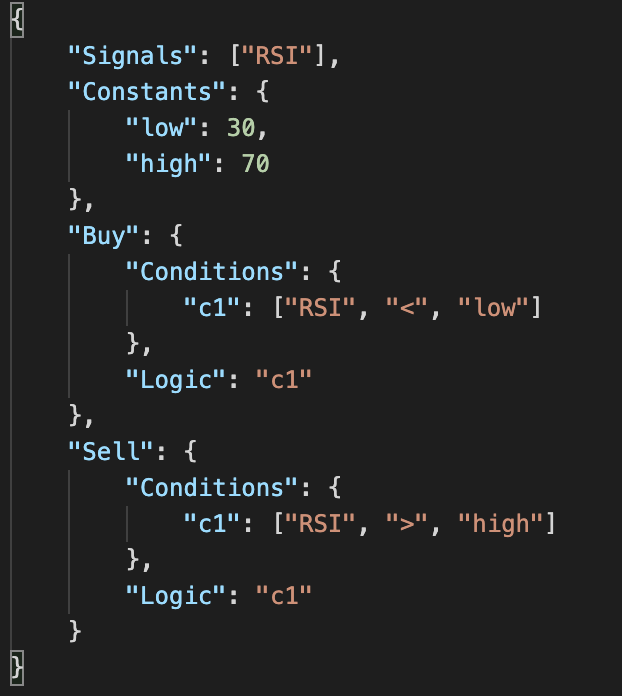 {
    "Signals": ["RSI"],
    "Constants": {
        "low": 30,
        "high": 70
    },
    "Buy": {
        "Conditions": {
            "c1": ["RSI", "<", "low"]
        },
        "Logic": "c1"
    },
    "Sell": {
        "Conditions": {
            "c1": ["RSI", ">", "high"]
        },
        "Logic": "c1"
    }
}